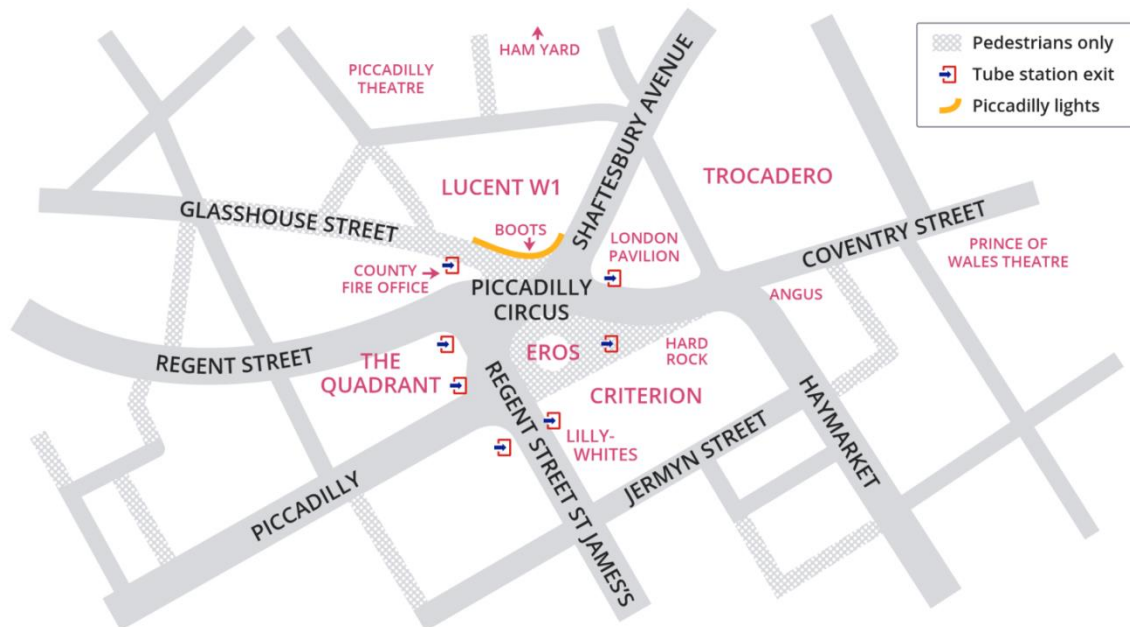 HAM YARD
PICCADILLY
THEATRE
SHAFTESBURY AVENUE
Pedestrians only
Tube station exit
Piccadilly lights
LUCENT W1
TROCADERO
GLASSHOUSE STREET
BOOTS
LONDON
PAVILION
COVENTRY STREET
PRINCE OF
WALES THEATRE
COUNTY
FIRE OFFICE
PICCADILLY
CIRCUS
ANGUS
REGENT STREET
THE
QUADRANT
EROS
HARD
ROCK
CRITERION
REGENT STREET ST JAMES'S
LILLY-
WHITES
JERMYN STREET
HAYMARKET
PICCADILLY